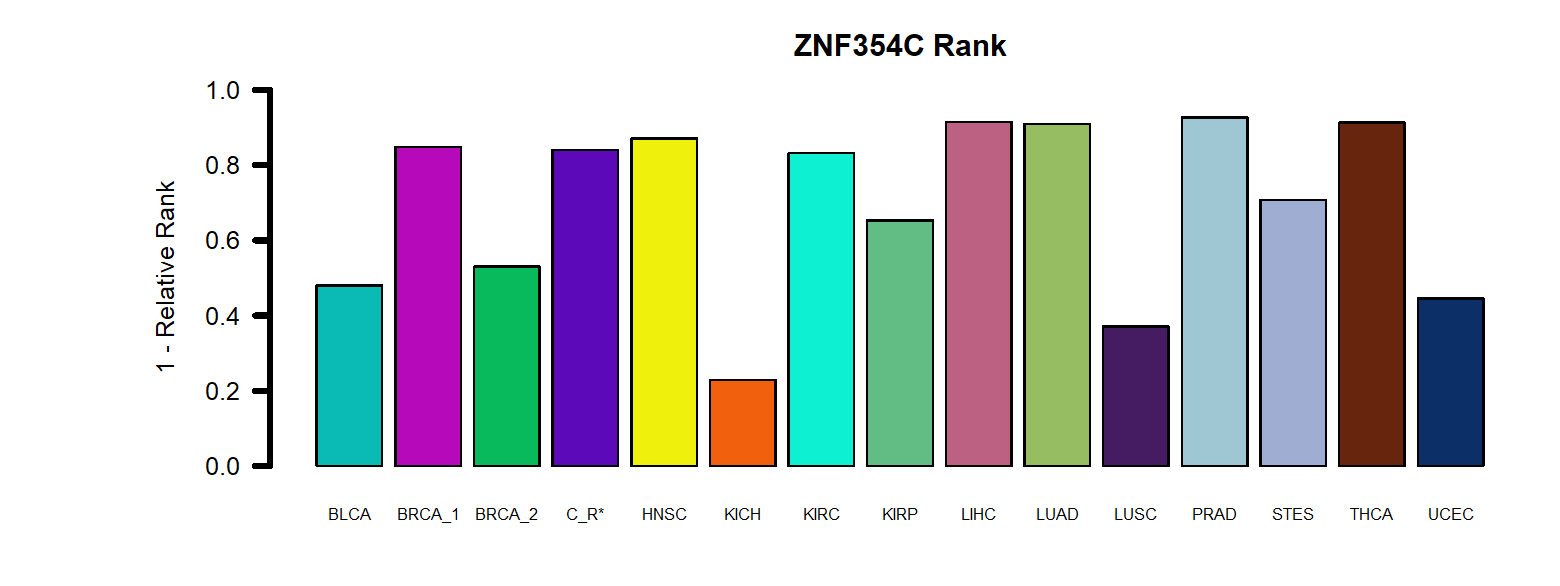 ZNF354C Rank
1 - Relative Rank
1.0
0.8
0.6
0.4
0.2
0.0
BLCA BRCA_1 BRCA_2 C_R* HNSC KICH KIRC KIRP LIHC LUAD LUSC PRAD STES THCA UCEC